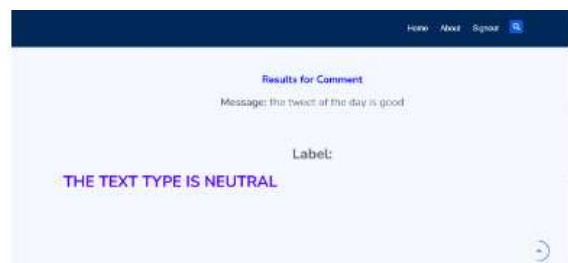 Home About Signout
Results for Comment
Message: the tweet of the day is good
Label:
THE TEXT TYPE IS NEUTRAL